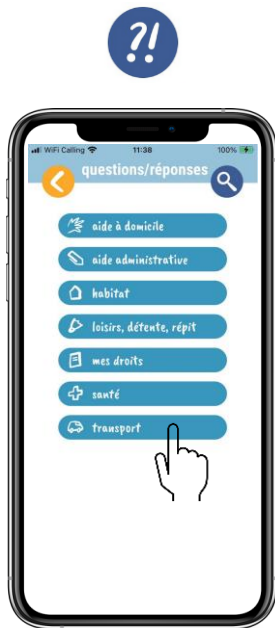 ?!
WiFi Calling 11:38 100%
questions/réponses
aide à domicile
aide administrative
habitat
loisirs, détente, répit
mes droits
santé
transport